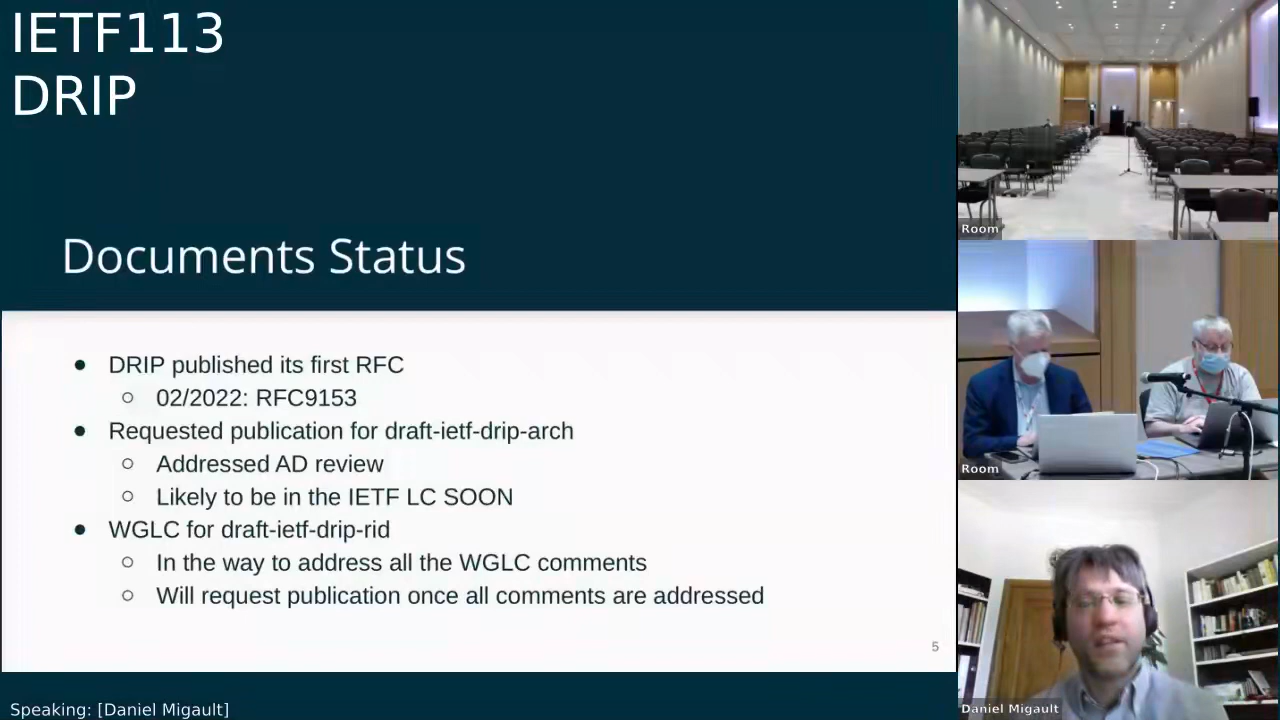 IETF113
DRIP
Documents Status
● DRIP published its first RFC
○ 02/2022: RFC9153
● Requested publication for draft-ietf-drip-arch
○ Addressed AD review
○ Likely to be in the IETF LC SOON
● WGLC for draft-ietf-drip-rid
○ In the way to address all the WGLC comments
○ Will request publication once all comments are addressed
5
Speaking: [Daniel Migault]
Room
Room
Daniel Migault